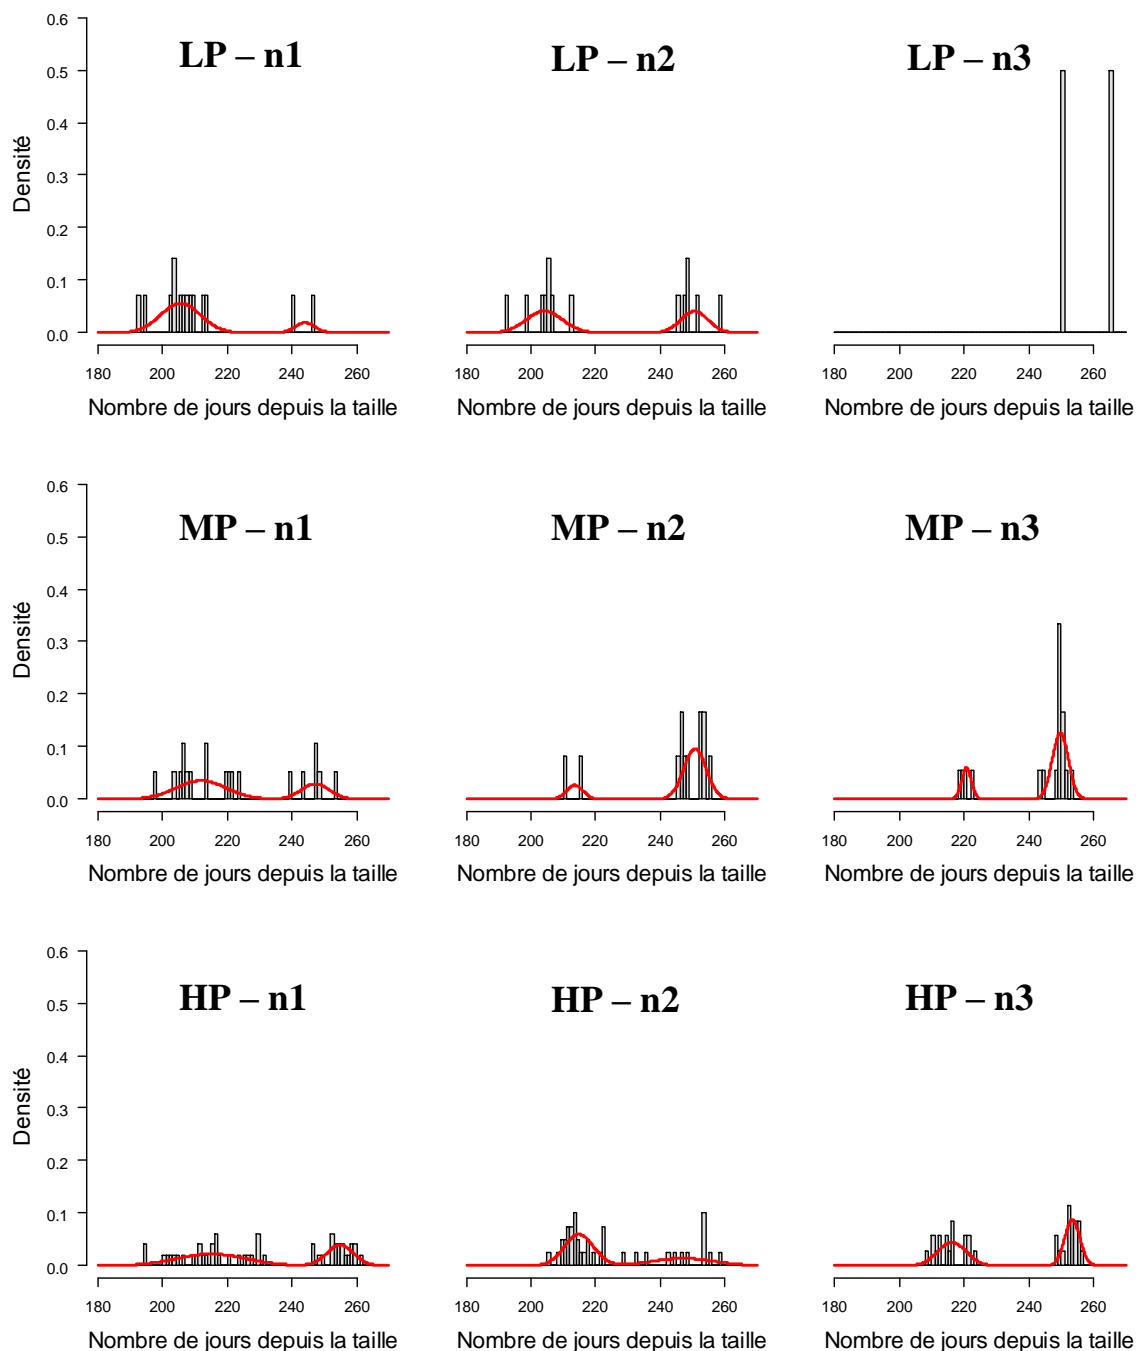 LP – n1 LP – n2 LP – n3
0.6
0.5
0.4
0.3
0.2
0.1
0.0
Densité
180 200 220 240 260 180 200 220 240 260 180 200 220 240 260
Nombre de jours depuis la taille Nombre de jours depuis la taille Nombre de jours depuis la taille
MP – n1 MP – n2 MP – n3
0.6
0.5
0.4
0.3
0.2
0.1
0.0
Densité
180 200 220 240 260 180 200 220 240 260 180 200 220 240 260
Nombre de jours depuis la taille Nombre de jours depuis la taille Nombre de jours depuis la taille
HP – n1 HP – n2 HP – n3
0.6
0.5
0.4
0.3
0.2
0.1
0.0
Densité
180 200 220 240 260 180 200 220 240 260 180 200 220 240 260
Nombre de jours depuis la taille Nombre de jours depuis la taille Nombre de jours depuis la taille